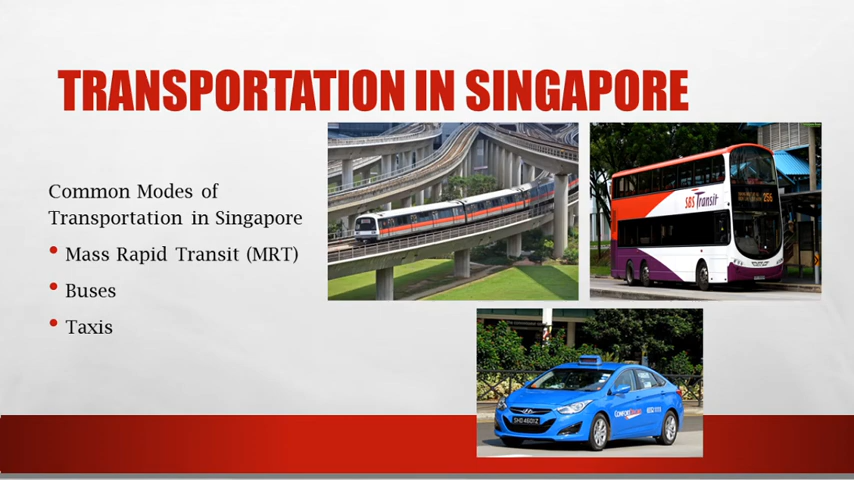 TRANSPORTATION IN SINGAPORE
Common Modes of
Transportation in Singapore
• Mass Rapid Transit (MRT)
• Buses
• Taxis
SBS Transit